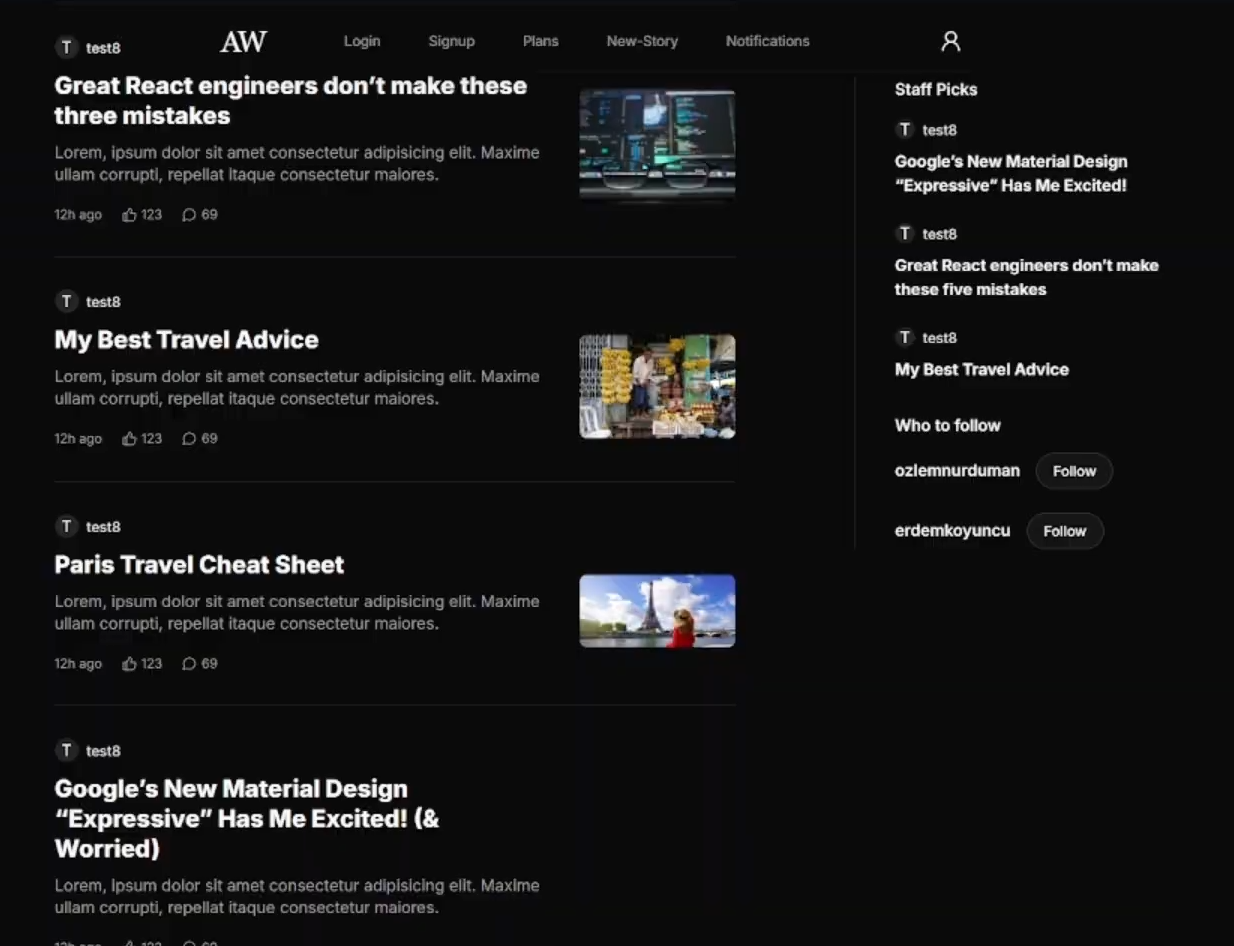 AW
Login
Signup
Plans
New-Story
Notifications
T test8
Great React engineers don’t make these
three mistakes
Lorem, ipsum dolor sit amet consectetur adipisicing elit. Maxime
ullam corrupti, repellat itaque consectetur maiores.
12h ago 123 69
T test8
My Best Travel Advice
Lorem, ipsum dolor sit amet consectetur adipisicing elit. Maxime
ullam corrupti, repellat itaque consectetur maiores.
12h ago 123 69
T test8
Paris Travel Cheat Sheet
Lorem, ipsum dolor sit amet consectetur adipisicing elit. Maxime
ullam corrupti, repellat itaque consectetur maiores.
12h ago 123 69
T test8
Google’s New Material Design
“Expressive” Has Me Excited! (&
Worried)
Lorem, ipsum dolor sit amet consectetur adipisicing elit. Maxime
ullam corrupti, repellat itaque consectetur maiores.
Staff Picks
T test8
Google’s New Material Design
“Expressive” Has Me Excited!
T test8
Great React engineers don’t make
these five mistakes
T test8
My Best Travel Advice
Who to follow
ozlemnurduman Follow
erdemkoyuncu Follow